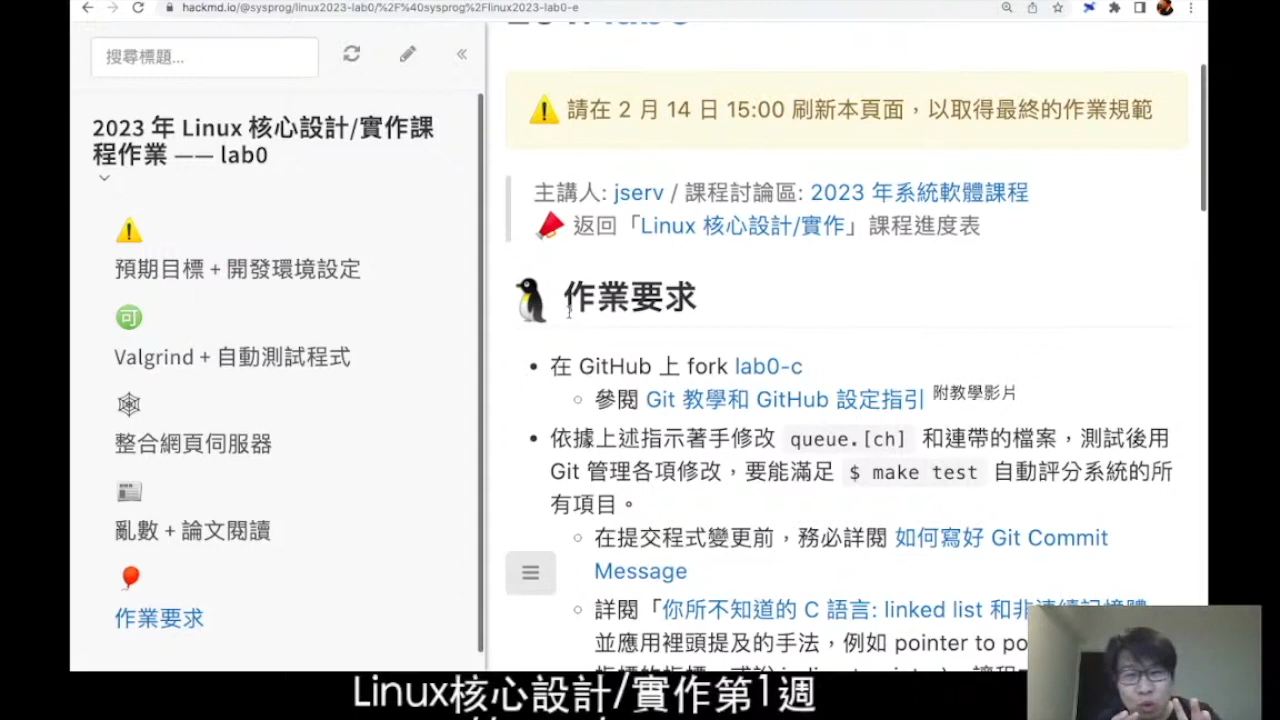 hackmd.io/@sysprog/linux2023-lab0/%2F%40sysprog%2Flinux2023-lab0-e
搜尋標題...
2023 年 Linux 核心設計/實作課
程作業 —— lab0
預期目標 + 開發環境設定
可
Valgrind + 自動測試程式
整合網頁伺服器
亂數 + 論文閱讀
作業要求
請在 2 月 14 日 15:00 刷新本頁面，以取得最終的作業規範
主講人: jserv / 課程討論區: 2023 年系統軟體課程
返回「Linux 核心設計/實作」課程進度表
作業要求
在 GitHub 上 fork lab0-c
參閱 Git 教學和 GitHub 設定指引 附教學影片
依據上述指示著手修改 queue.[ch] 和連帶的檔案，測試後用
Git 管理各項修改，要能滿足 $ make test 自動評分系統的所
有項目。
在提交程式變更前，務必詳閱 如何寫好 Git Commit
Message
詳閱「你所不知道的 C 語言: linked list 和非連續記憶體
並應用裡頭提及的手法，例如 pointer to po
Linux核心設計/實作第1週